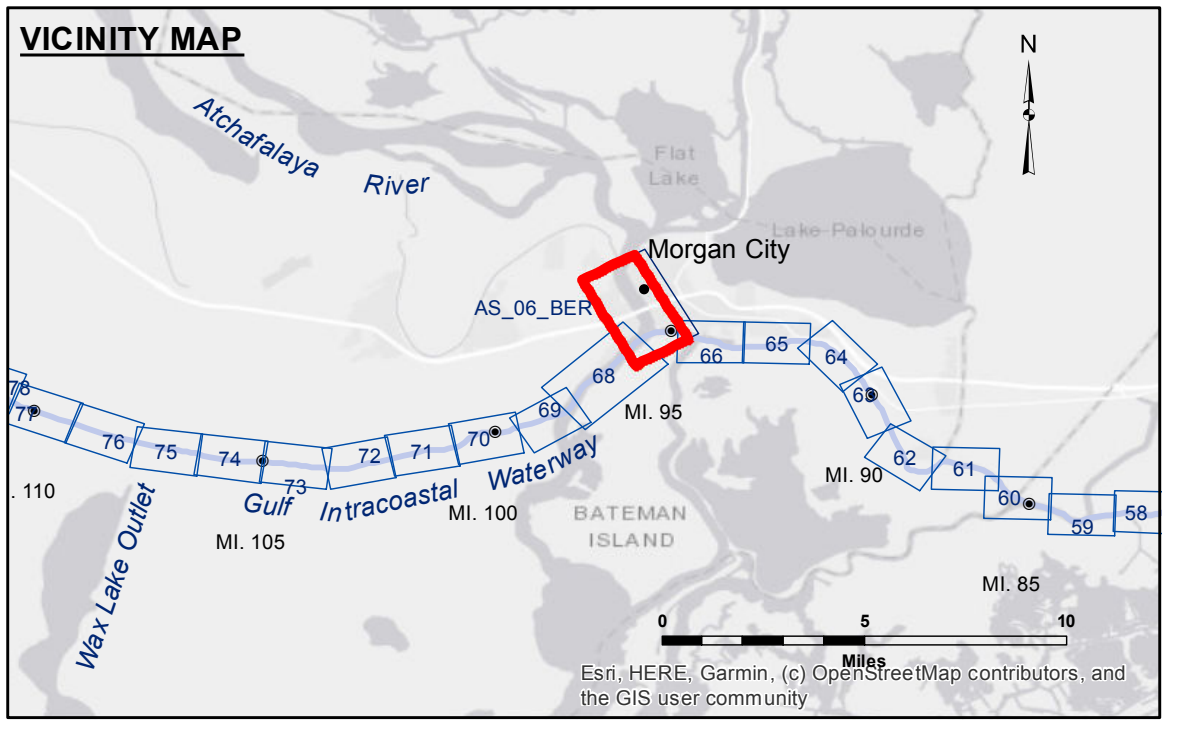 VICINITY MAP
N
Atchafalaya
River
Flat
Lake
Lake Palourde
Morgan City
AS_06_BER
66
65
64
63
68
69
MI. 95
78
77
76
75
74
73
72
71
70
62
61
60
59
58
MI. 90
. 110
Wax Lake Outlet
Gulf
Intracoastal
Waterway
MI. 105
MI. 100
BATEMAN
ISLAND
MI. 85
0
5
10
Miles
Esri, HERE, Garmin, (c) OpenStreetMap contributors, and
the GIS user community